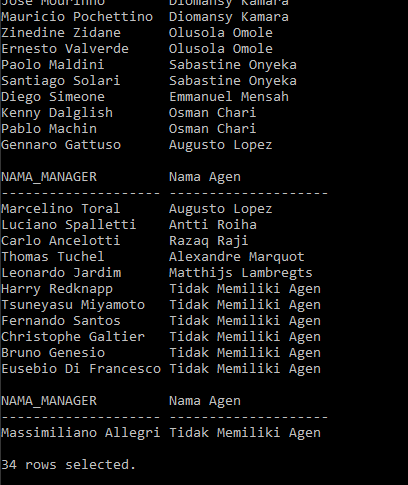 Jose Mourinho Diomansy Kamara
Mauricio Pochettino Diomansy Kamara
Zinedine Zidane Olusola Omole
Ernesto Valverde Olusola Omole
Paolo Maldini Sabastine Onyeka
Santiago Solari Sabastine Onyeka
Diego Simeone Emmanuel Mensah
Kenny Dalglish Osman Chari
Pablo Machin Osman Chari
Gennaro Gattuso Augusto Lopez
NAMA_MANAGER Nama Agen
-------------------- --------------------
Marcelino Toral Augusto Lopez
Luciano Spalletti Antti Roiha
Carlo Ancelotti Razaq Raji
Thomas Tuchel Alexandre Marquot
Leonardo Jardim Matthijs Lambregts
Harry Redknapp Tidak Memiliki Agen
Tsuneyasu Miyamoto Tidak Memiliki Agen
Fernando Santos Tidak Memiliki Agen
Christophe Galtier Tidak Memiliki Agen
Bruno Genesio Tidak Memiliki Agen
Eusebio Di Francesco Tidak Memiliki Agen
NAMA_MANAGER Nama Agen
-------------------- --------------------
Massimiliano Allegri Tidak Memiliki Agen
34 rows selected.